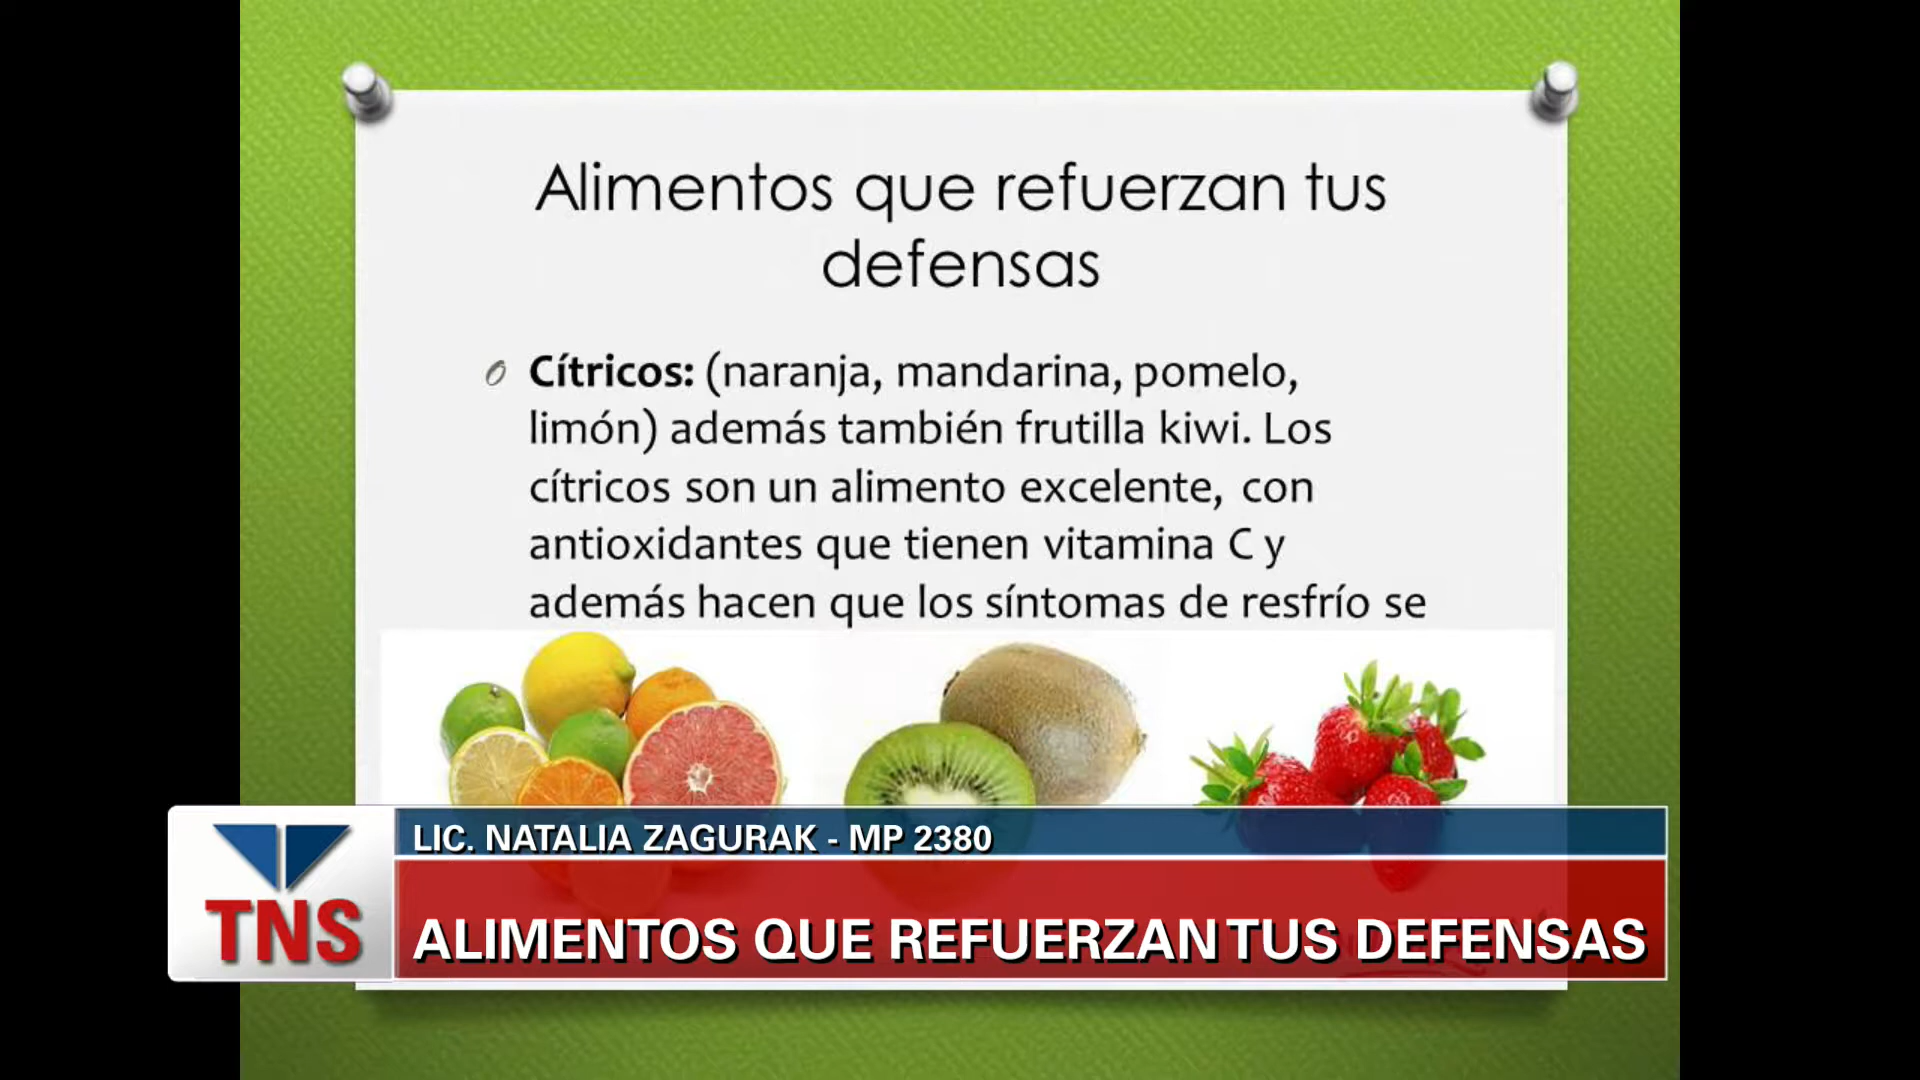 Alimentos que refuerzan tus
defensas
Cítricos: (naranja, mandarina, pomelo,
limón) además también frutilla kiwi. Los
cítricos son un alimento excelente, con
antioxidantes que tienen vitamina C y
además hacen que los síntomas de resfrío se
LIC. NATALIA ZAGURAK - MP 2380
TNS
ALIMENTOS QUE REFUERZAN TUS DEFENSAS